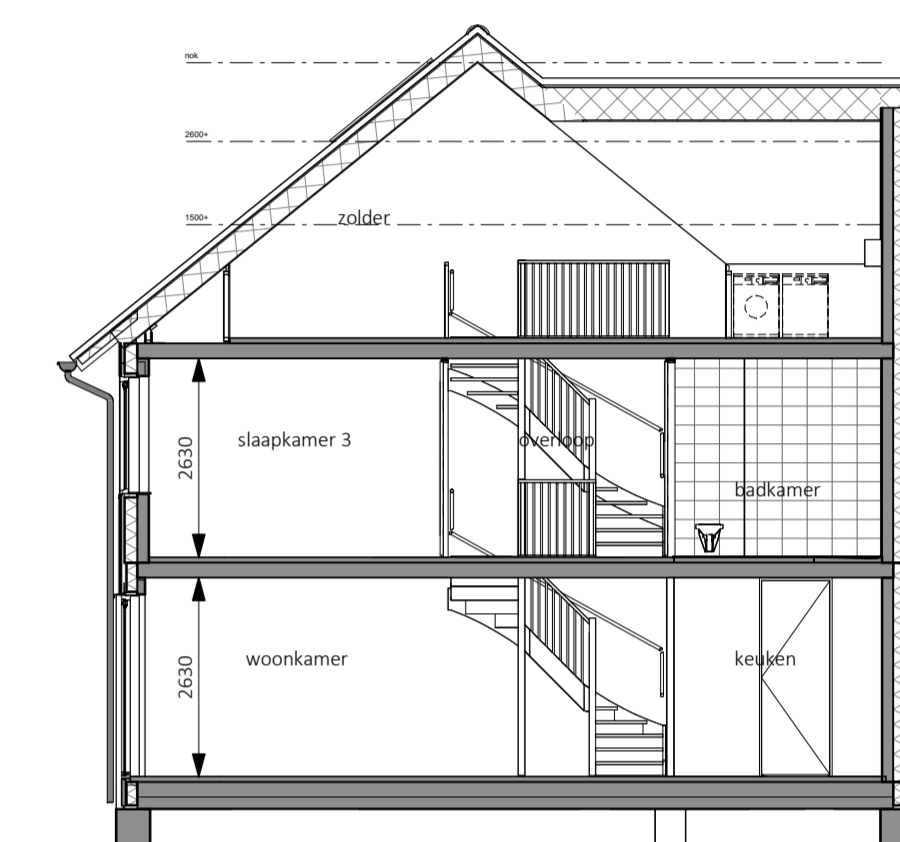 nok
2600+
1500+
zolder
2630
slaapkamer 3
overloop
badkamer
2630
woonkamer
keuken